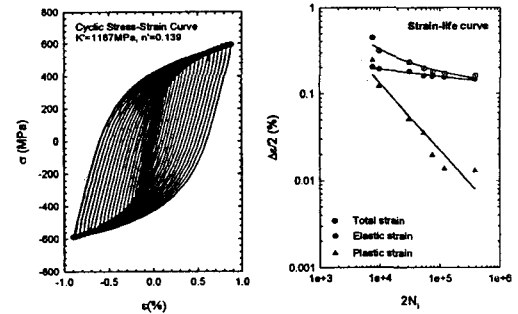 Cyclic Stress-Strain Curve
K'=1167MPa, n'=0.139
800
600
400
200
0
-200
-400
-600
-800
σ (MPa)
-1.0
-0.5
0.0
0.5
1.0
ε(%)
Strain-life curve
1
0.1
0.01
0.001
Δε/2 (%)
Total strain
Elastic strain
Plastic strain
1e+3
1e+4
1e+5
1e+6
2Ni